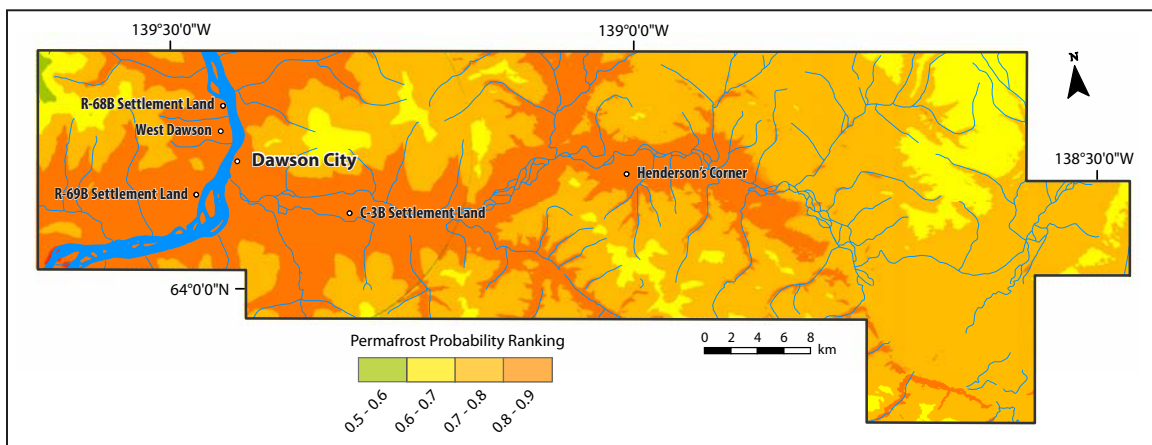 139°30'0"W
139°0'0"W
N
R-68B Settlement Land
West Dawson
Dawson City
138°30'0"W
Henderson's Corner
R-69B Settlement Land
C-3B Settlement Land
64°0'0"N
Permafrost Probability Ranking
0 2 4 6 8
km
0.5 - 0.6
0.6 - 0.7
0.7 - 0.8
0.8 - 0.9